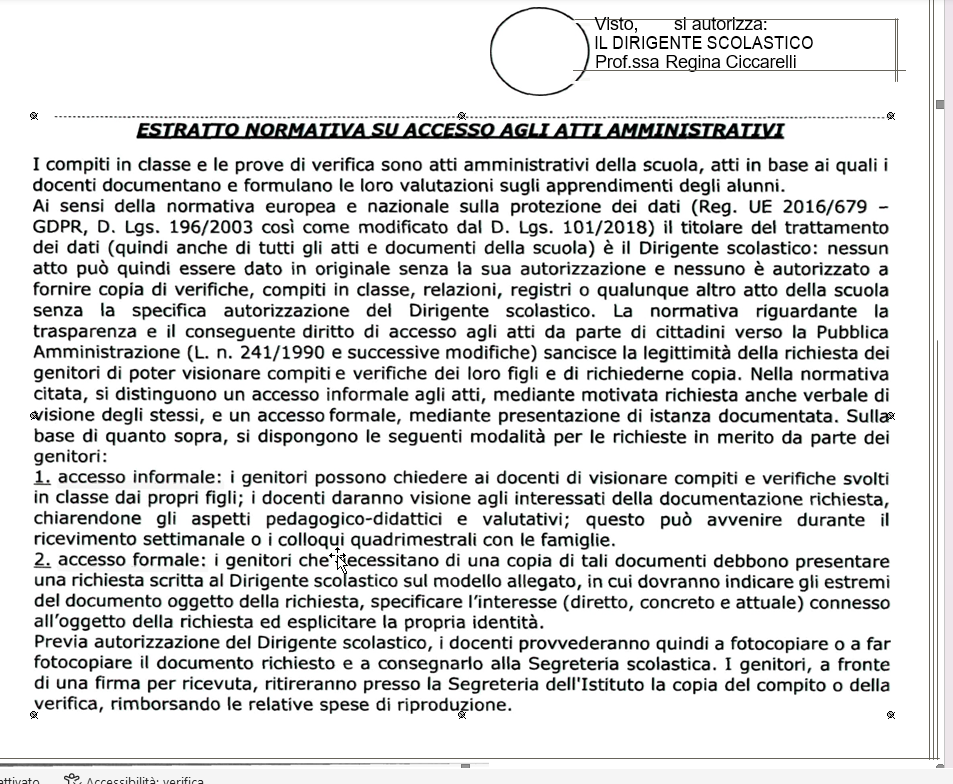 Visto, si autorizza:
IL DIRIGENTE SCOLASTICO
Prof.ssa Regina Ciccarelli
ESTRATTO NORMATIVA SU ACCESSO AGLI ATTI AMMINISTRATIVI
I compiti in classe e le prove di verifica sono atti amministrativi della scuola, atti in base ai quali i
docenti documentano e formulano le loro valutazioni sugli apprendimenti degli alunni.
Ai sensi della normativa europea e nazionale sulla protezione dei dati (Reg. UE 2016/679 –
GDPR, D. Lgs. 196/2003 così come modificato dal D. Lgs. 101/2018) il titolare del trattamento
dei dati (quindi anche di tutti gli atti e documenti della scuola) è il Dirigente scolastico: nessun
atto può quindi essere dato in originale senza la sua autorizzazione e nessuno è autorizzato a
fornire copia di verifiche, compiti in classe, relazioni, registri o qualunque altro atto della scuola
senza la specifica autorizzazione del Dirigente scolastico. La normativa riguardante la
trasparenza e il conseguente diritto di accesso agli atti da parte di cittadini verso la Pubblica
Amministrazione (L. n. 241/1990 e successive modifiche) sancisce la legittimità della richiesta dei
genitori di poter visionare compiti e verifiche dei loro figli e di richiederne copia. Nella normativa
citata, si distinguono un accesso informale agli atti, mediante motivata richiesta anche verbale di
visione degli stessi, e un accesso formale, mediante presentazione di istanza documentata. Sulla
base di quanto sopra, si dispongono le seguenti modalità per le richieste in merito da parte dei
genitori:
1. accesso informale: i genitori possono chiedere ai docenti di visionare compiti e verifiche svolti
in classe dai propri figli; i docenti daranno visione agli interessati della documentazione richiesta,
chiarendone gli aspetti pedagogico-didattici e valutativi; questo può avvenire durante il
ricevimento settimanale o i colloqui quadrimestrali con le famiglie.
2. accesso formale: i genitori che necessitano di una copia di tali documenti debbono presentare
una richiesta scritta al Dirigente scolastico sul modello allegato, in cui dovranno indicare gli estremi
del documento oggetto della richiesta, specificare l'interesse (diretto, concreto e attuale) connesso
all'oggetto della richiesta ed esplicitare la propria identità.
Previa autorizzazione del Dirigente scolastico, i docenti provvederanno quindi a fotocopiare o a far
fotocopiare il documento richiesto e a consegnarlo alla Segreteria scolastica. I genitori, a fronte
di una firma per ricevuta, ritireranno presso la Segreteria dell'Istituto la copia del compito o della
verifica, rimborsando le relative spese di riproduzione.
attivato Accessibilità: verifica